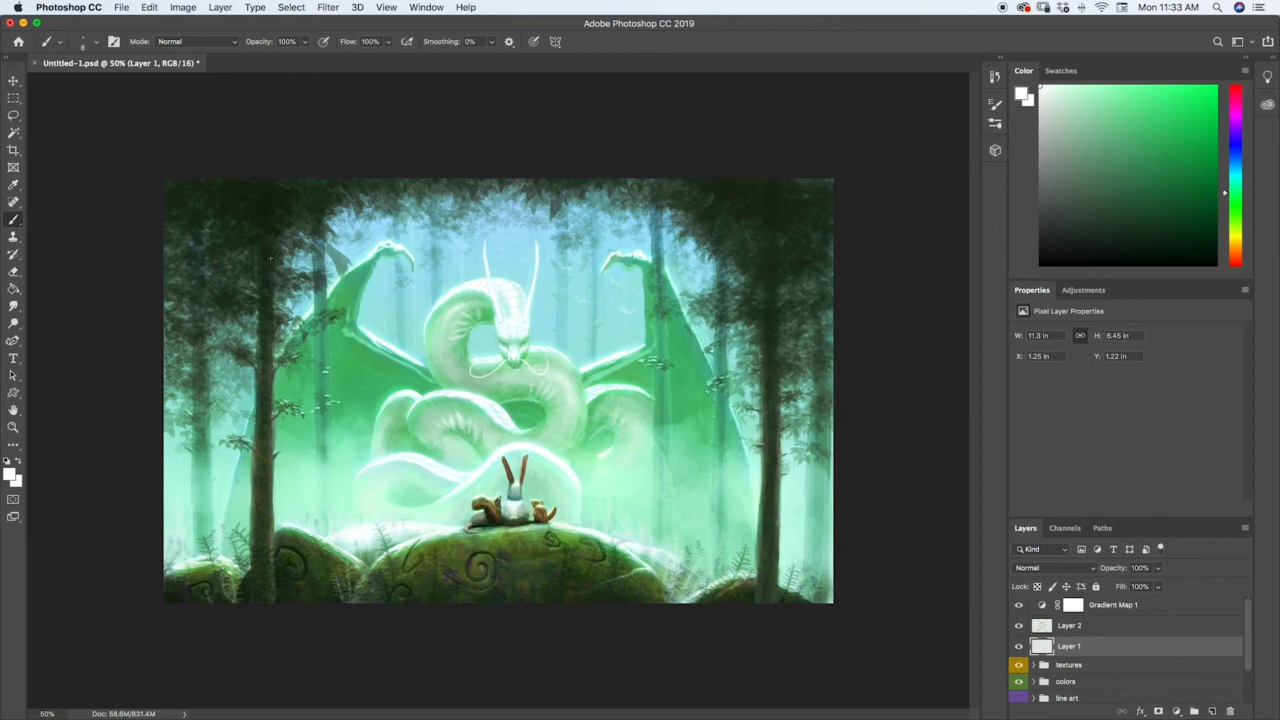 Photoshop CC File Edit Image Layer Type Select Filter 3D View Window Help Mon 11:33 AM
Adobe Photoshop CC 2019
8 Mode: Normal Opacity: 100% Flow: 100% Smoothing: 0%
Untitled-1.psd @ 50% (Layer 1, RGB/16) *
Color Swatches
Properties Adjustments
Pixel Layer Properties
W: 11.3 in H: 6.45 in
X: 1.25 in Y: 1.22 in
Layers Channels Paths
Kind
Normal Opacity: 100%
Lock: Fill: 100%
Gradient Map 1
Layer 2
Layer 1
textures
colors
line art
50% Doc: 58.6M/831.4M